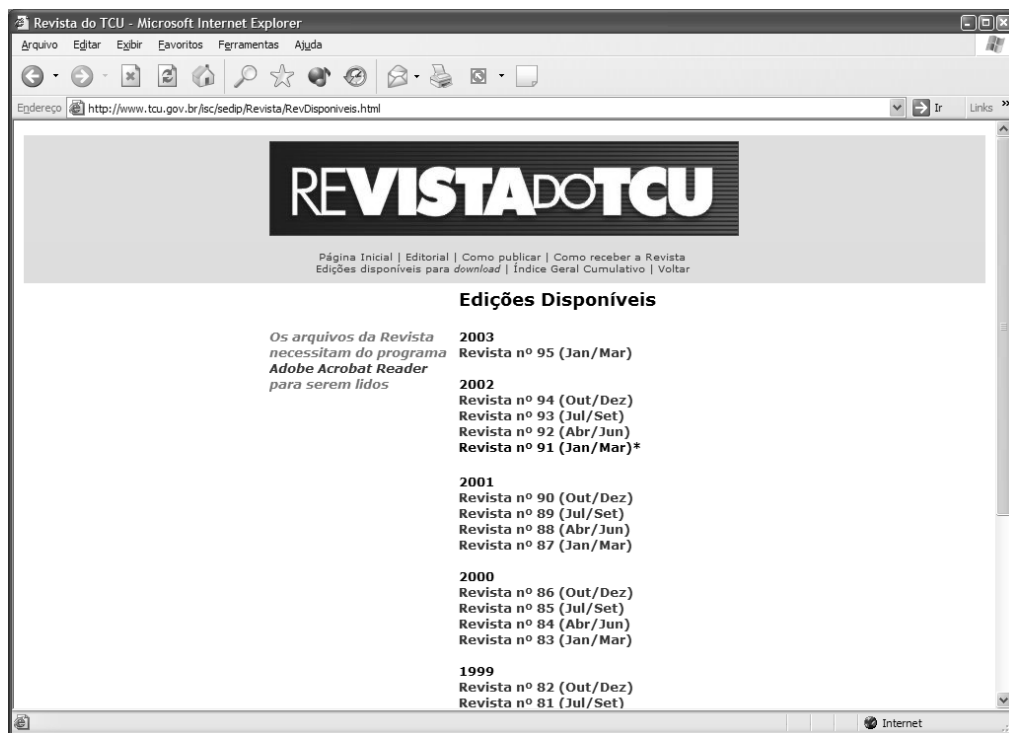 Revista do TCU - Microsoft Internet Explorer
Arquivo Editar Exibir Favoritos Ferramentas Ajuda
Endereço http://www.tcu.gov.br/isc/sedip/Revista/RevDisponiveis.html Ir Links »
REVISTADOTCU
Página Inicial | Editorial | Como publicar | Como receber a Revista
Edições disponíveis para download | Índice Geral Cumulativo | Voltar
Edições Disponíveis
Os arquivos da Revista
necessitam do programa
Adobe Acrobat Reader
para serem lidos
2003
Revista nº 95 (Jan/Mar)
2002
Revista nº 94 (Out/Dez)
Revista nº 93 (Jul/Set)
Revista nº 92 (Abr/Jun)
Revista nº 91 (Jan/Mar)*
2001
Revista nº 90 (Out/Dez)
Revista nº 89 (Jul/Set)
Revista nº 88 (Abr/Jun)
Revista nº 87 (Jan/Mar)
2000
Revista nº 86 (Out/Dez)
Revista nº 85 (Jul/Set)
Revista nº 84 (Abr/Jun)
Revista nº 83 (Jan/Mar)
1999
Revista nº 82 (Out/Dez)
Revista nº 81 (Jul/Set)
Internet